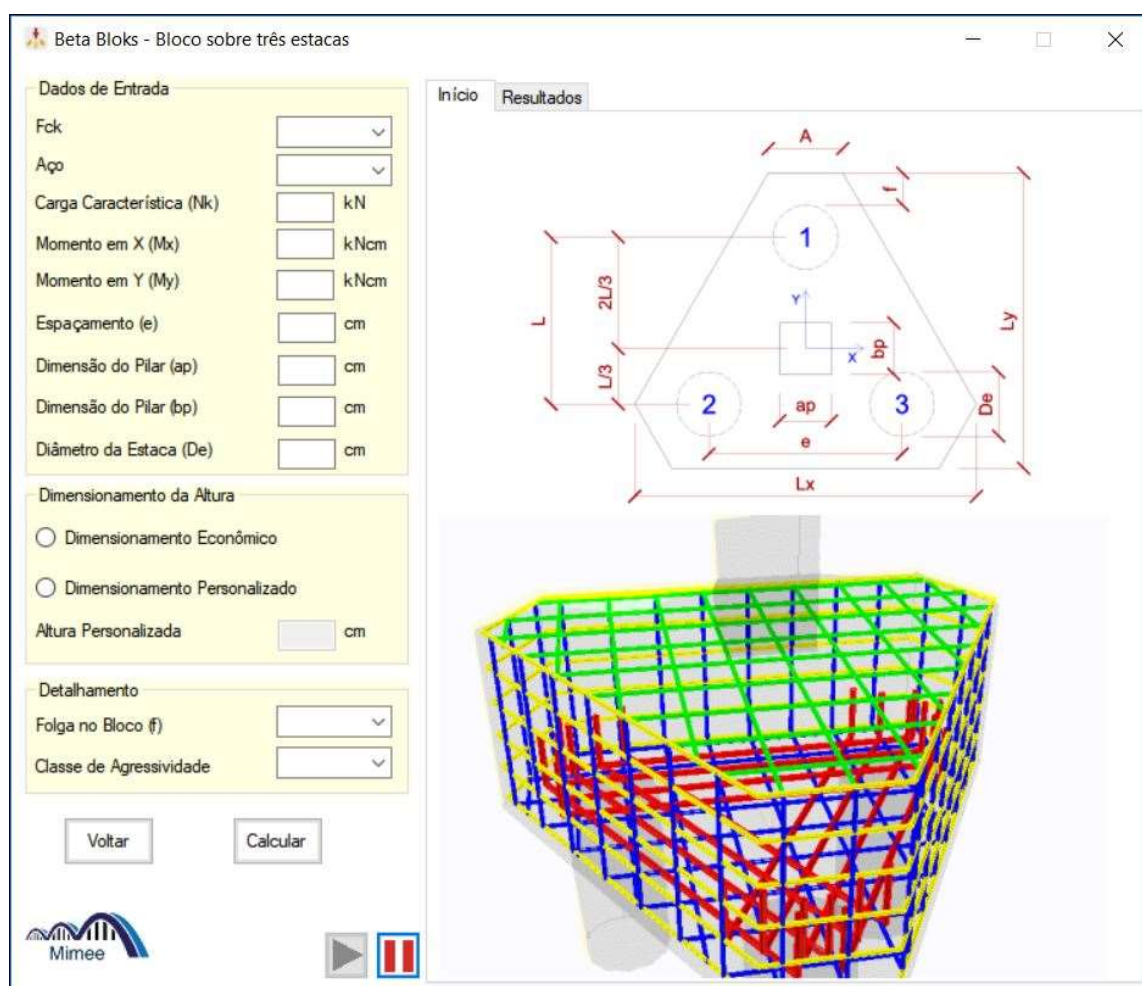 Beta Bloks - Bloco sobre três estacas
Dados de Entrada
Fck
Aço
Carga Característica (Nk) kN
Momento em X (Mx) kNcm
Momento em Y (My) kNcm
Espaçamento (e) cm
Dimensão do Pilar (ap) cm
Dimensão do Pilar (bp) cm
Diâmetro da Estaca (De) cm
Dimensionamento da Altura
Dimensionamento Econômico
Dimensionamento Personalizado
Altura Personalizada cm
Detalhamento
Folga no Bloco (f)
Classe de Agressividade
Voltar Calcular
Mimee
Início Resultados
A
f
1
2L/3
L
Y
Ly
bp
x
L/3
De
2 ap 3
e
Lx